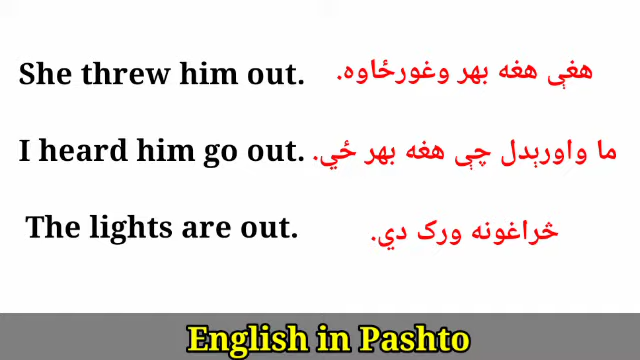 She threw him out. هغې هغه بهر وغورځاوه.
I heard him go out. ما واورېدل چې هغه بهر ځي.
The lights are out. څراغونه ورک دي.
English in Pashto